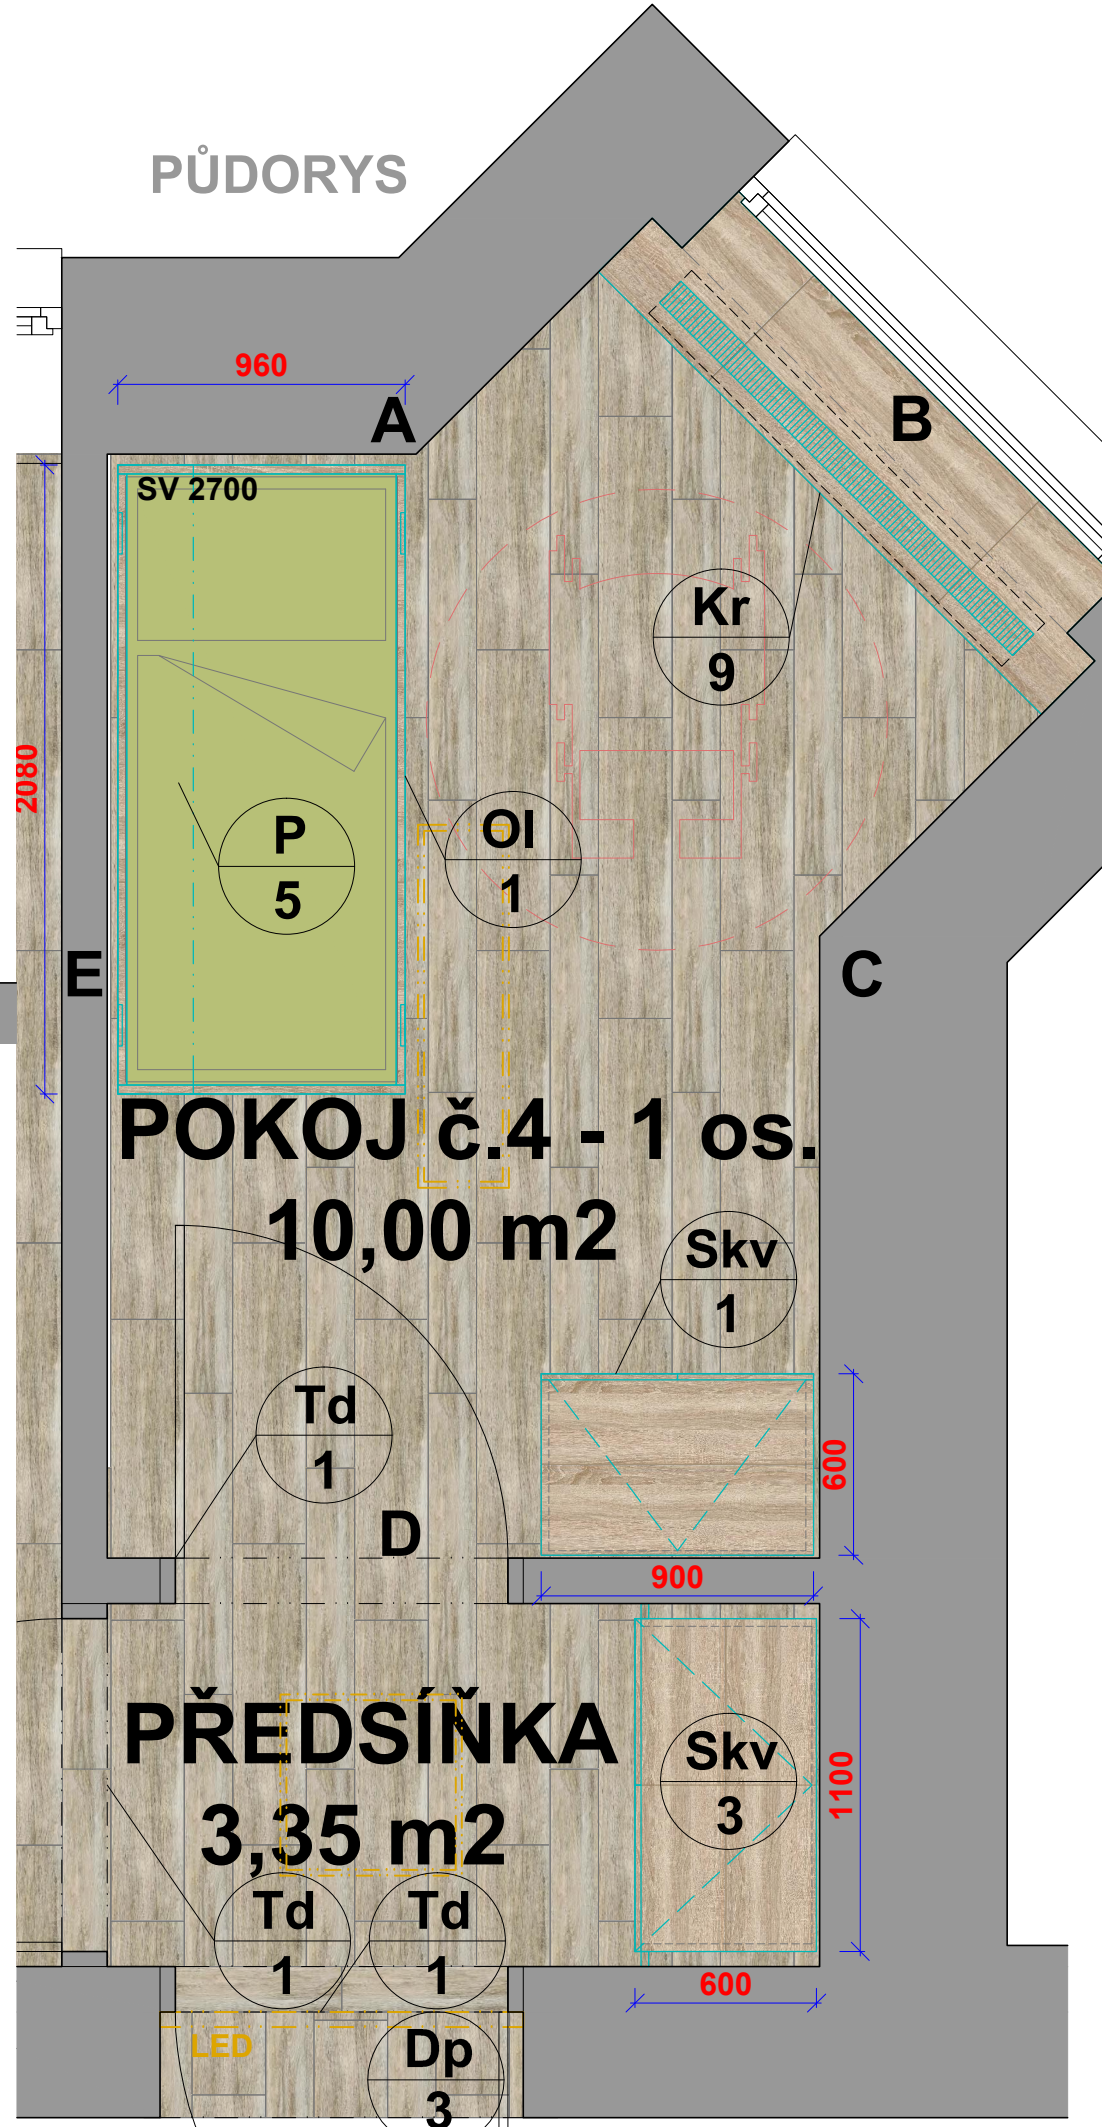 PŮDORYS
960
A
B
SV 2700
Kr
9
2080
P
5
Ol
1
E
C
POKOJ č.4 - 1 os.
10,00 m2
Skv
1
Td
1
600
D
900
PŘEDSÍŇKA
3,35 m2
Skv
3
1100
Td
1
Td
1
600
LED
Dp
3